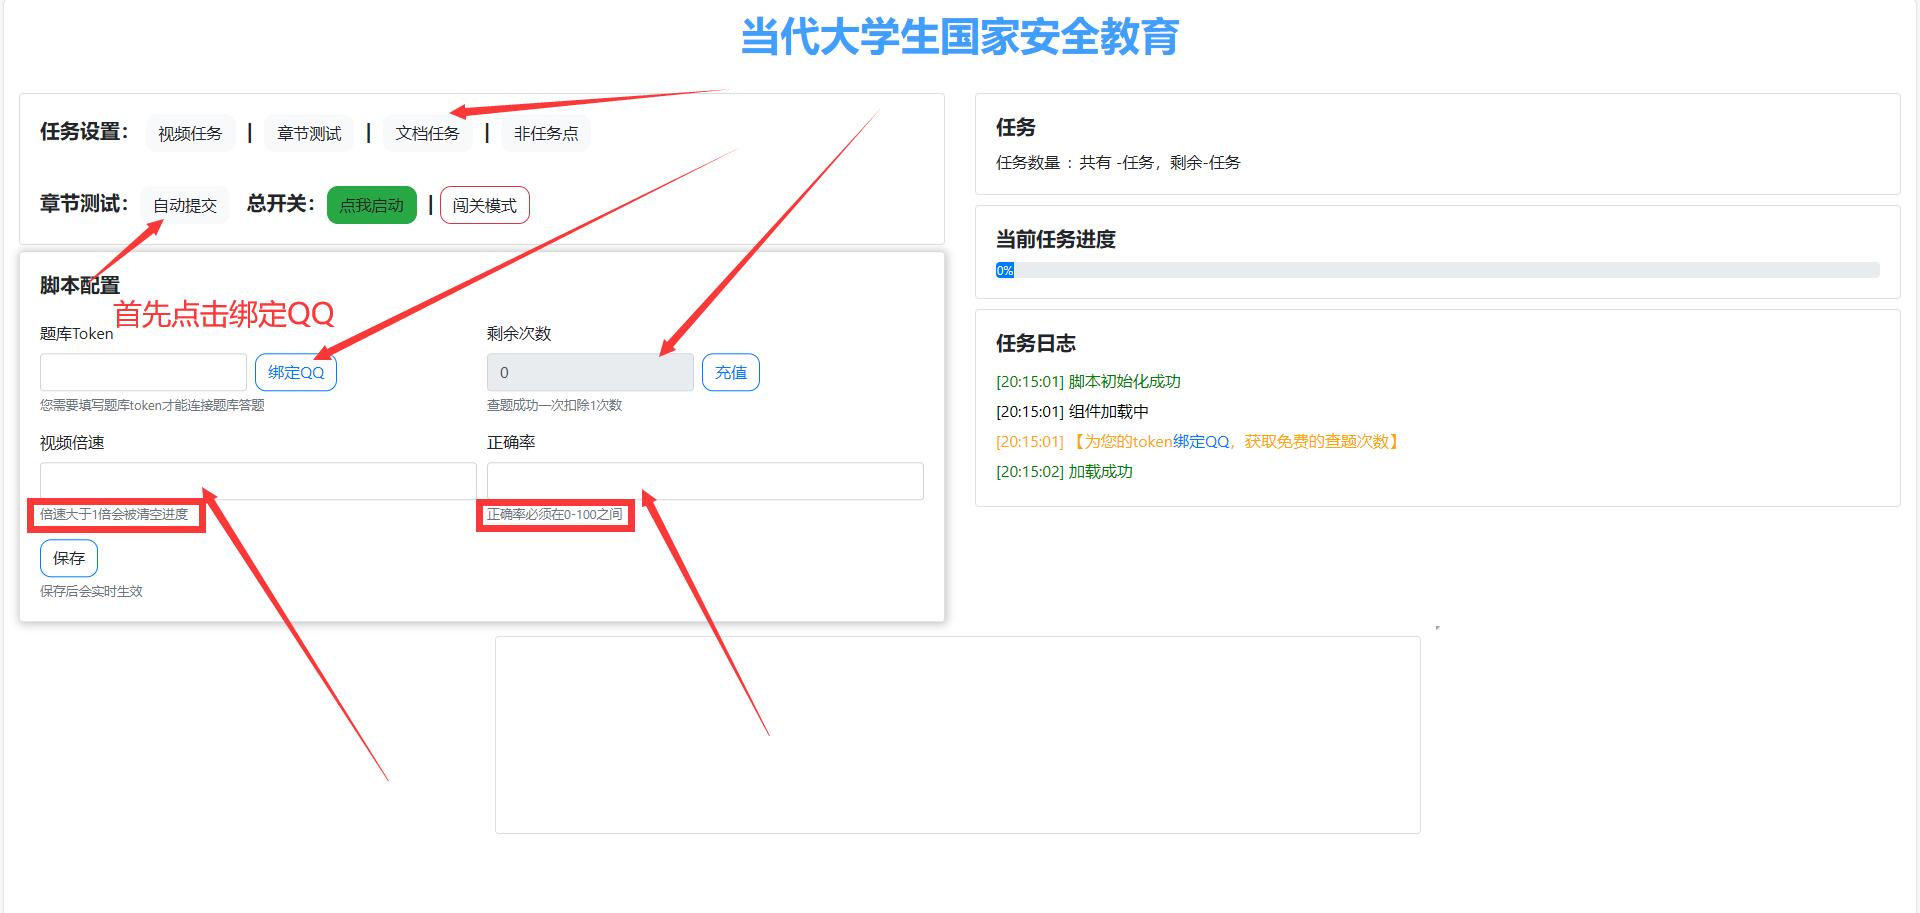 当代大学生国家安全教育
任务设置： 视频任务 | 章节测试 | 文档任务 | 非任务点
章节测试： 自动提交 总开关： 点我启动 | 闯关模式
脚本配置
首先点击绑定QQ
题库Token
绑定QQ
您需要填写题库token才能连接题库答题
剩余次数
0 充值
查题成功一次扣除1次数
视频倍速
倍速大于1倍会被清空进度
正确率
正确率必须在0-100之间
保存
保存后会实时生效
任务
任务数量 ：共有 -任务，剩余-任务
当前任务进度
0%
任务日志
[20:15:01] 脚本初始化成功
[20:15:01] 组件加载中
[20:15:01] 【为您的token绑定QQ，获取免费的查题次数】
[20:15:02] 加载成功